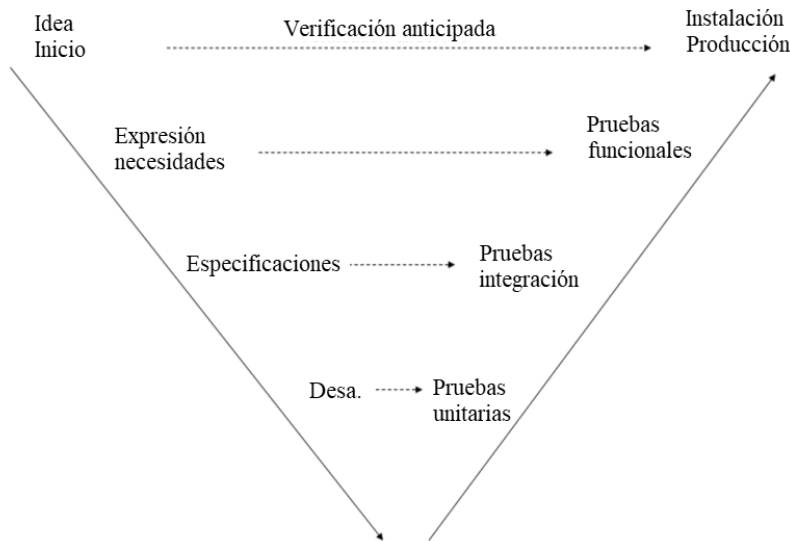 Idea
Inicio
Verificación anticipada
Instalación
Producción
Expresión
necesidades
Pruebas
funcionales
Especificaciones
Pruebas
integración
Desa.
Pruebas
unitarias